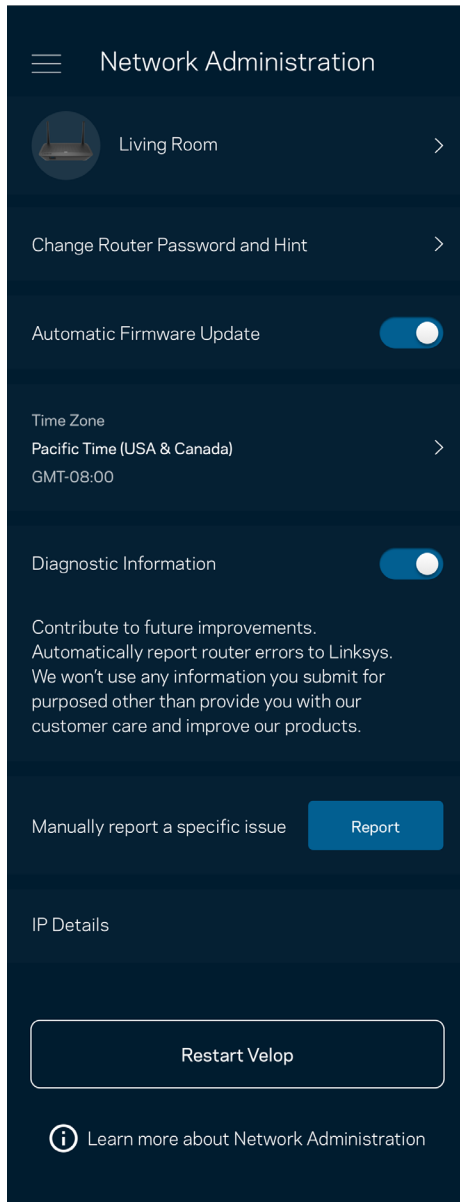 Network Administration
Living Room
Change Router Password and Hint
Automatic Firmware Update
Time Zone
Pacific Time (USA & Canada)
GMT-08:00
Diagnostic Information
Contribute to future improvements.
Automatically report router errors to Linksys.
We won't use any information you submit for
purposed other than provide you with our
customer care and improve our products.
Manually report a specific issue
Report
IP Details
Restart Velop
Learn more about Network Administration